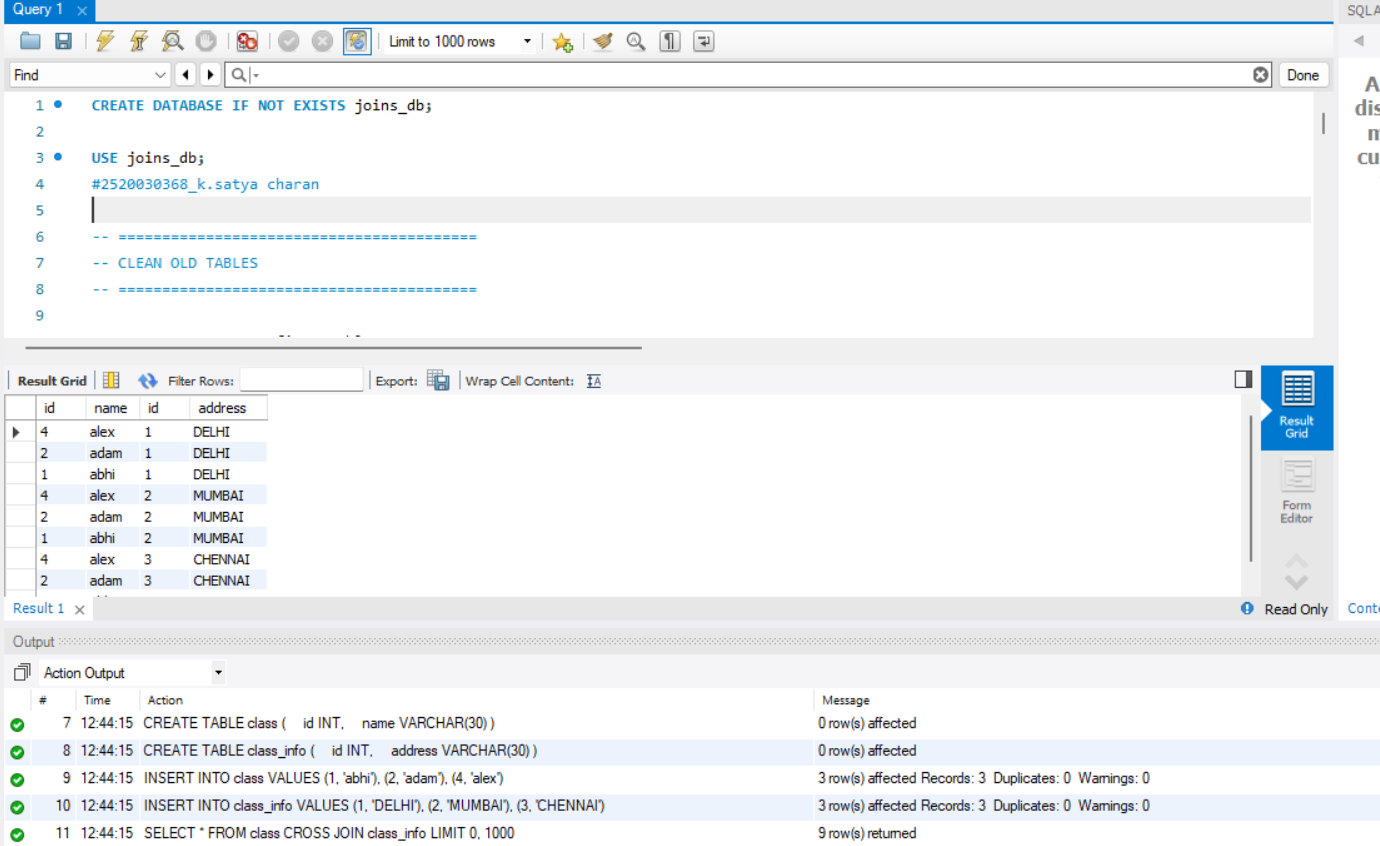 Query 1
SQLA
Limit to 1000 rows
Find
Done
1 CREATE DATABASE IF NOT EXISTS joins_db;
2
3 USE joins_db;
4 #2520030368_k.satya charan
5
6 -- =========================================
7 -- CLEAN OLD TABLES
8 -- =========================================
9
A
dis
m
cu
Result Grid Filter Rows: Export: Wrap Cell Content: IA
id name id address
4 alex 1 DELHI
2 adam 1 DELHI
1 abhi 1 DELHI
4 alex 2 MUMBAI
2 adam 2 MUMBAI
1 abhi 2 MUMBAI
4 alex 3 CHENNAI
2 adam 3 CHENNAI
Result
Grid
Form
Editor
Result 1
Read Only
Conte
Output
Action Output
# Time Action Message
7 12:44:15 CREATE TABLE class ( id INT, name VARCHAR(30) ) 0 row(s) affected
8 12:44:15 CREATE TABLE class_info ( id INT, address VARCHAR(30) ) 0 row(s) affected
9 12:44:15 INSERT INTO class VALUES (1, 'abhi'), (2, 'adam'), (4, 'alex') 3 row(s) affected Records: 3 Duplicates: 0 Warnings: 0
10 12:44:15 INSERT INTO class_info VALUES (1, 'DELHI'), (2, 'MUMBAI'), (3, 'CHENNAI') 3 row(s) affected Records: 3 Duplicates: 0 Warnings: 0
11 12:44:15 SELECT * FROM class CROSS JOIN class_info LIMIT 0, 1000 9 row(s) returned